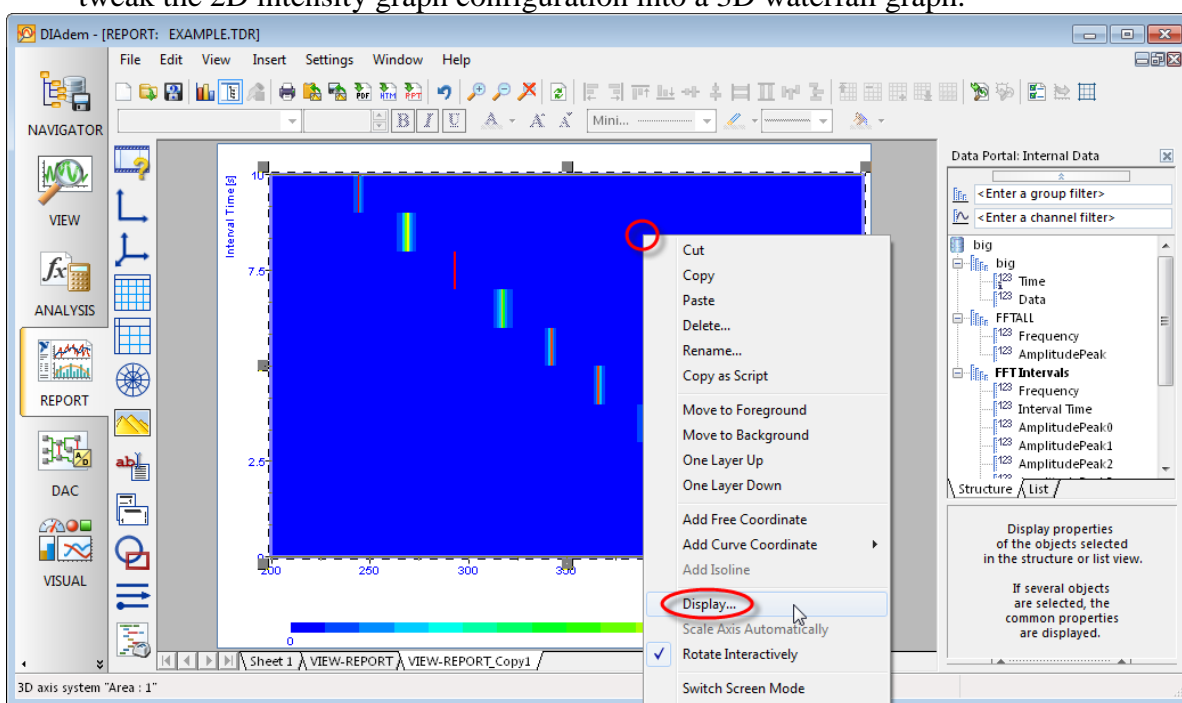 tweak the 2D intensity graph configuration into a 3D waterfall graph.
DIAdem - [REPORT: EXAMPLE.TDR]
File Edit View Insert Settings Window Help
NAVIGATOR
VIEW
ANALYSIS
REPORT
DAC
VISUAL
B I U A A A Mini...
Interval Time [s]
10
7.5
2.5
0
200 250 300 350
0
Cut
Copy
Paste
Delete...
Rename...
Copy as Script
Move to Foreground
Move to Background
One Layer Up
One Layer Down
Add Free Coordinate
Add Curve Coordinate
Add Isoline
Display...
Scale Axis Automatically
Rotate Interactively
Switch Screen Mode
Data Portal: Internal Data
<Enter a group filter>
<Enter a channel filter>
big
big
Time
Data
FFTALL
Frequency
AmplitudePeak
FFTIntervals
Frequency
Interval Time
AmplitudePeak0
AmplitudePeak1
AmplitudePeak2
Structure List
Display properties
of the objects selected
in the structure or list view.
If several objects
are selected, the
common properties
are displayed.
Sheet 1 VIEW-REPORT VIEW-REPORT_Copy1
3D axis system "Area : 1"